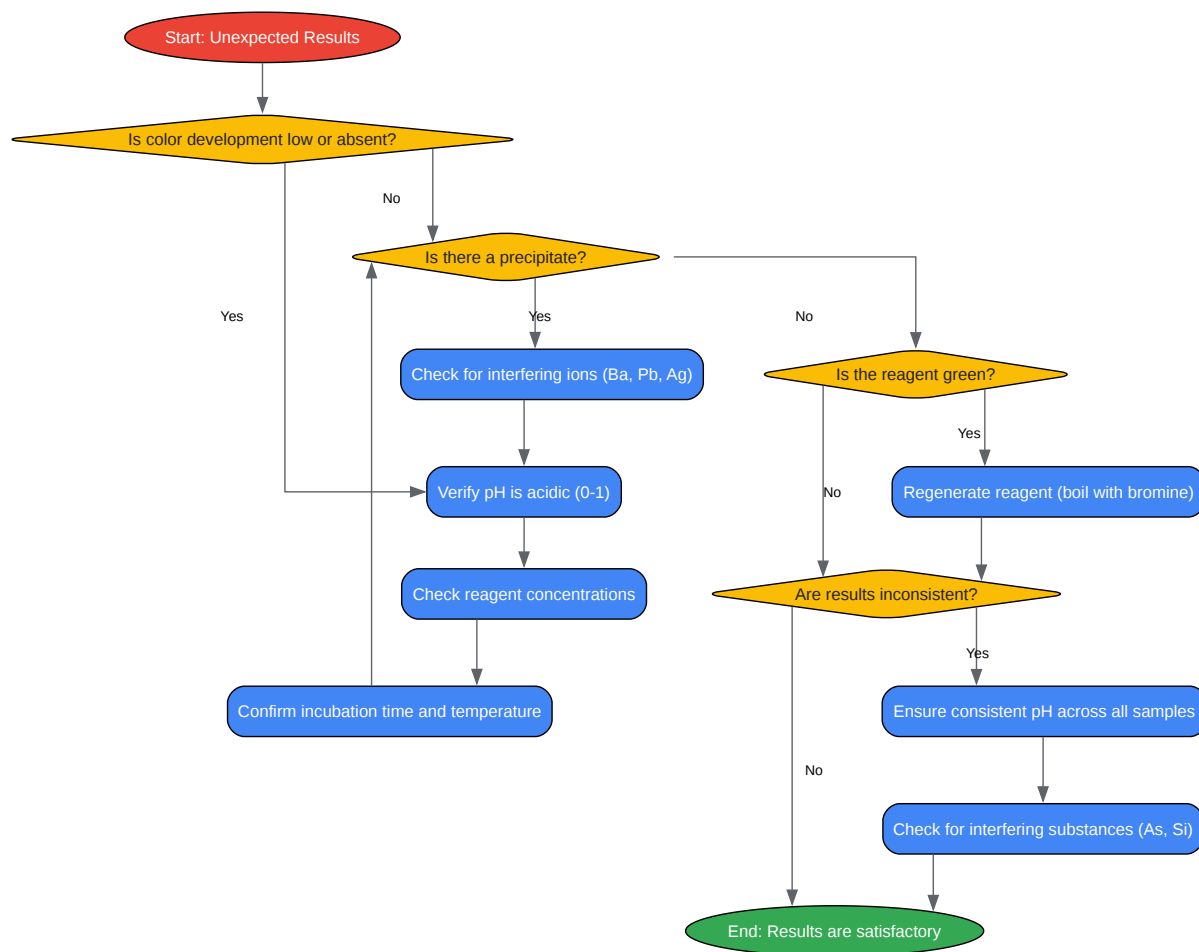 Start: Unexpected Results
Is color development low or absent?
No
Is there a precipitate?
Yes
Yes
No
Check for interfering ions (Ba, Pb, Ag)
Is the reagent green?
Yes
Verify pH is acidic (0-1)
No
Regenerate reagent (boil with bromine)
Check reagent concentrations
Are results inconsistent?
Yes
Confirm incubation time and temperature
Ensure consistent pH across all samples
No
Check for interfering substances (As, Si)
End: Results are satisfactory